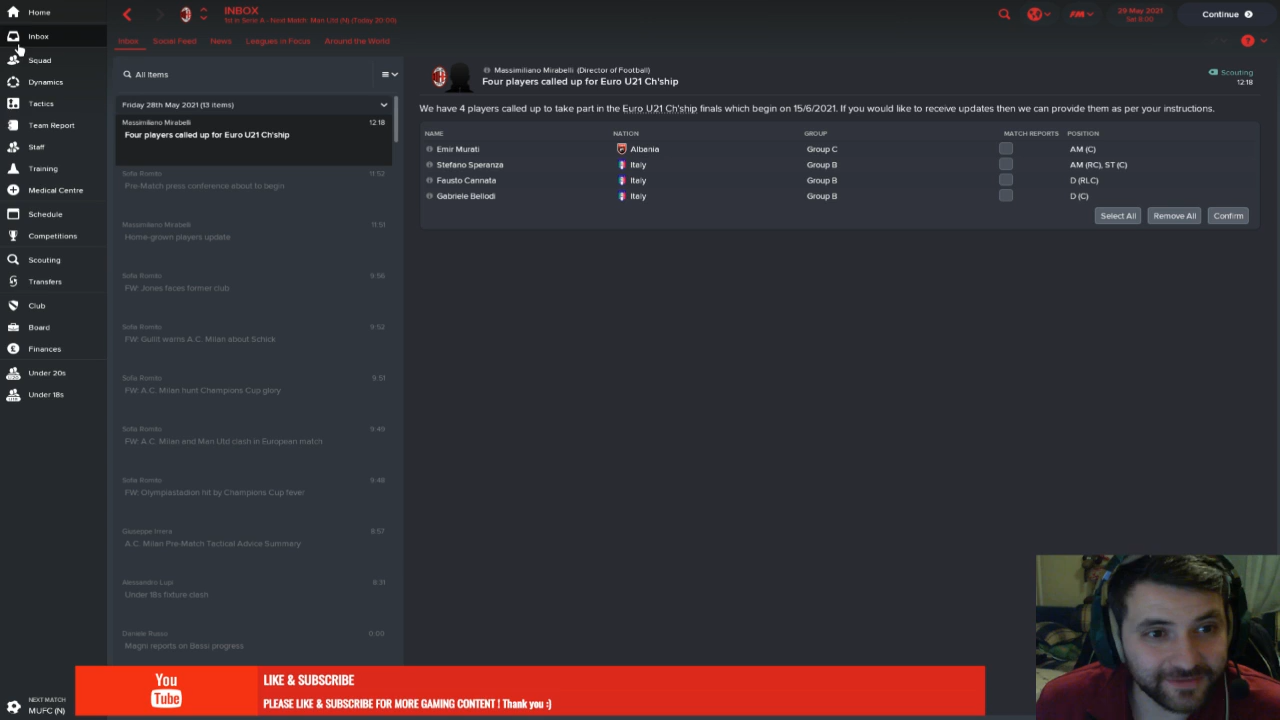 Home
Inbox
Squad
Dynamics
Tactics
Team Report
Staff
Training
Medical Centre
Schedule
Competitions
Scouting
Transfers
Club
Board
Finances
Under 20s
Under 18s
NEXT MATCH
MUFC (N)
INBOX
1st in Serie A - Next Match: Man Utd (N) (Today 20:00)
FM
29 May 2021
Sat 8:00
Continue
Inbox Social Feed News Leagues in Focus Around the World
?
All Items
Friday 28th May 2021 (13 items)
Massimiliano Mirabelli 12:18
Four players called up for Euro U21 Ch'ship
Sofia Romito 11:52
Pre-Match press conference about to begin
Massimiliano Mirabelli 11:51
Home-grown players update
Sofia Romito 9:56
FW: Jones faces former club
Sofia Romito 9:52
FW: Gullit warns A.C. Milan about Schick
Sofia Romito 9:51
FW: A.C. Milan hunt Champions Cup glory
Sofia Romito 9:49
FW: A.C. Milan and Man Utd clash in European match
Sofia Romito 9:48
FW: Olympiastadion hit by Champions Cup fever
Giuseppe Irrera 8:57
A.C. Milan Pre-Match Tactical Advice Summary
Alessandro Lupi 8:31
Under 18s fixture clash
Daniele Russo 0:00
Magni reports on Bassi progress
Massimiliano Mirabelli (Director of Football)
Four players called up for Euro U21 Ch'ship
Scouting
12:18
We have 4 players called up to take part in the Euro U21 Ch'ship finals which begin on 15/6/2021. If you would like to receive updates then we can provide them as per your instructions.
NAME NATION GROUP MATCH REPORTS POSITION
Emir Murati Albania Group C AM (C)
Stefano Speranza Italy Group B AM (RC), ST (C)
Fausto Cannata Italy Group B D (RLC)
Gabriele Bellodi Italy Group B D (C)
Select All Remove All Confirm
You
Tube
LIKE & SUBSCRIBE
PLEASE LIKE & SUBSCRIBE FOR MORE GAMING CONTENT ! Thank you :)